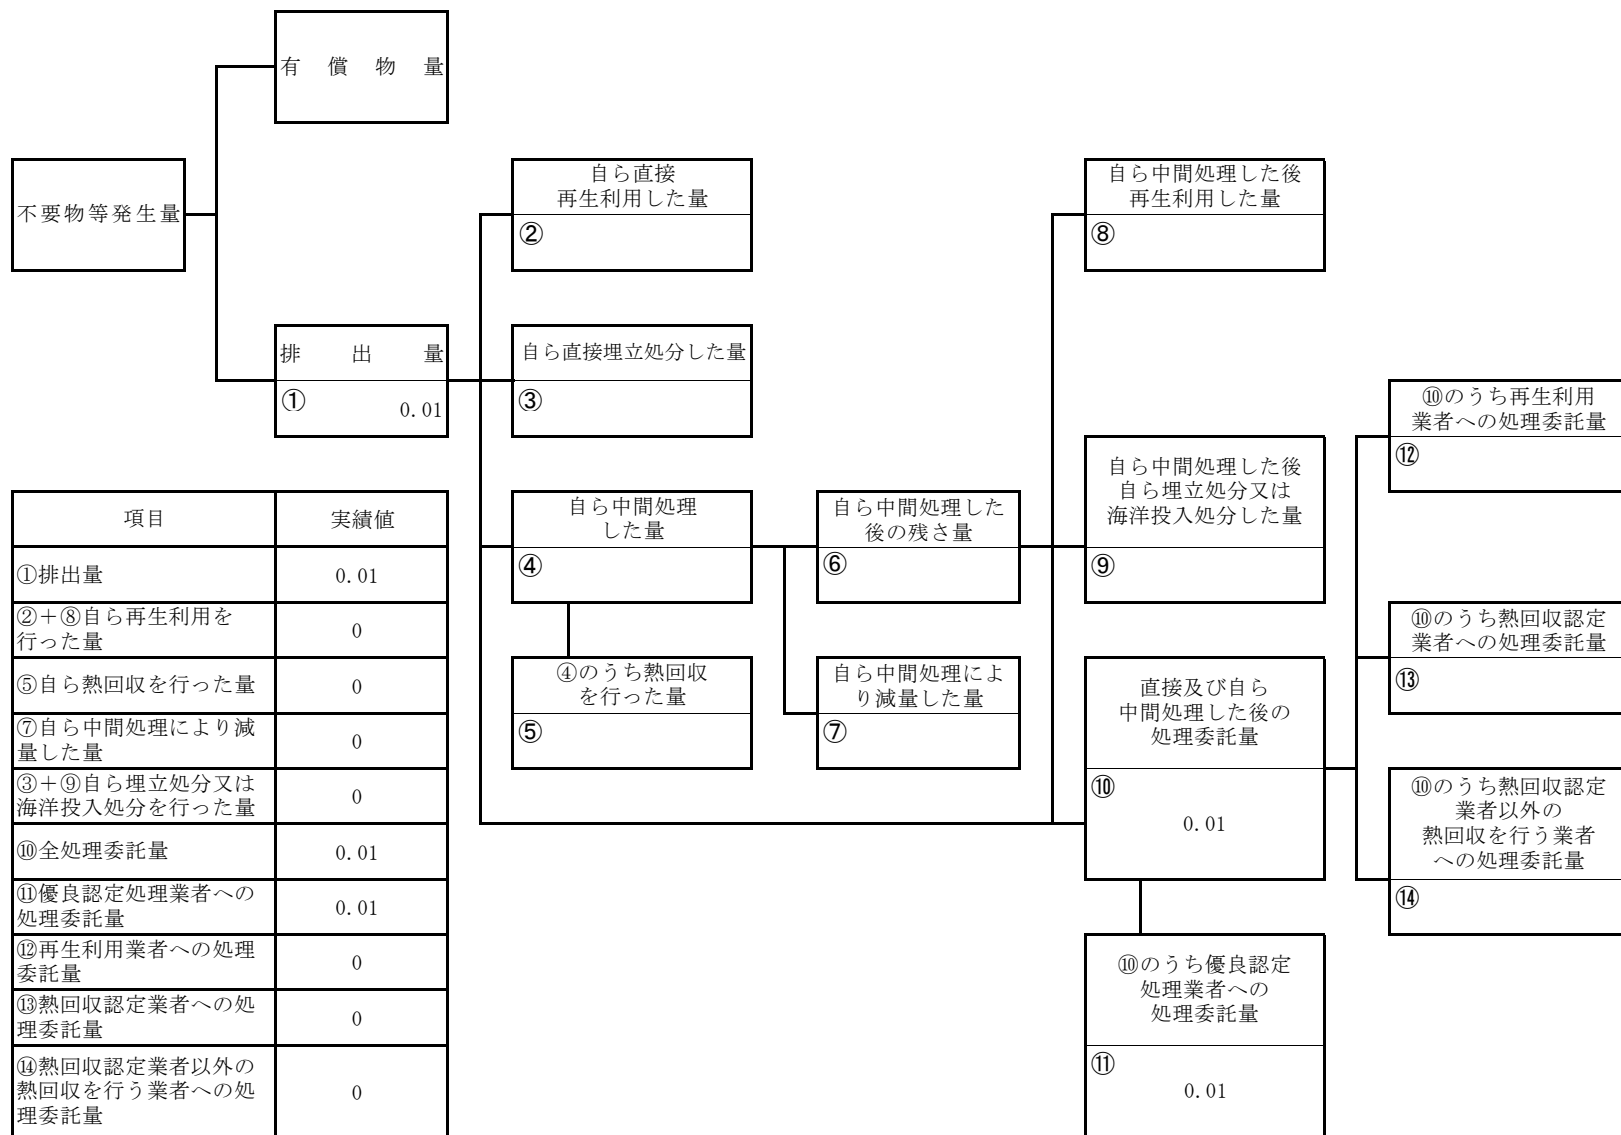 有償物量
不要物等発生量
排出量
①
0.01
自ら直接
再生利用した量
②
自ら直接埋立処分した量
③
自ら中間処理
した量
④
④のうち熱回収
を行った量
⑤
自ら中間処理した
後の残さ量
⑥
自ら中間処理によ
り減量した量
⑦
自ら中間処理した後
再生利用した量
⑧
自ら中間処理した後
自ら埋立処分又は
海洋投入処分した量
⑨
直接及び自ら
中間処理した後の
処理委託量
⑩
0.01
⑩のうち優良認定
処理業者への
処理委託量
⑪
0.01
⑩のうち再生利用
業者への処理委託量
⑫
⑩のうち熱回収認定
業者への処理委託量
⑬
⑩のうち熱回収認定
業者以外の
熱回収を行う業者
への処理委託量
⑭
項目 実績値
①排出量 0.01
②＋⑧自ら再生利用を
行った量 0
⑤自ら熱回収を行った量 0
⑦自ら中間処理により減
量した量 0
③＋⑨自ら埋立処分又は
海洋投入処分を行った量 0
⑩全処理委託量 0.01
⑪優良認定処理業者への
処理委託量 0.01
⑫再生利用業者への処理
委託量 0
⑬熱回収認定業者への処
理委託量 0
⑭熱回収認定業者以外の
熱回収を行う業者への処 0
理委託量